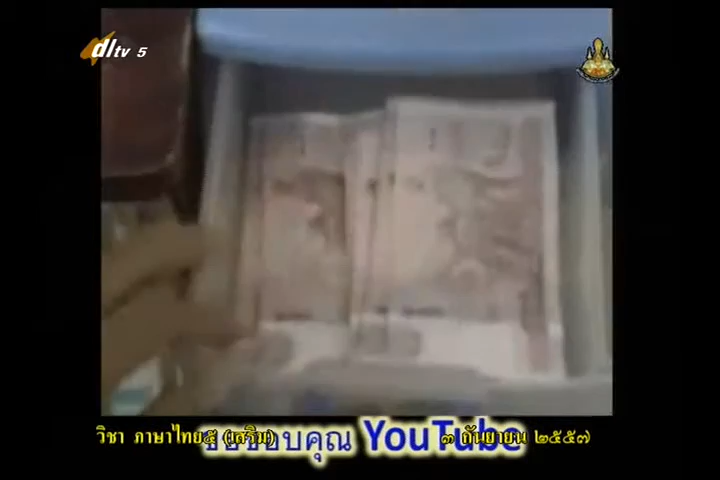 dltv 5
วิชา ภาษาไทย๕ (เสริม) ๓ กันยายน ๒๕๕๗
ขอขอบคุณ YouTube